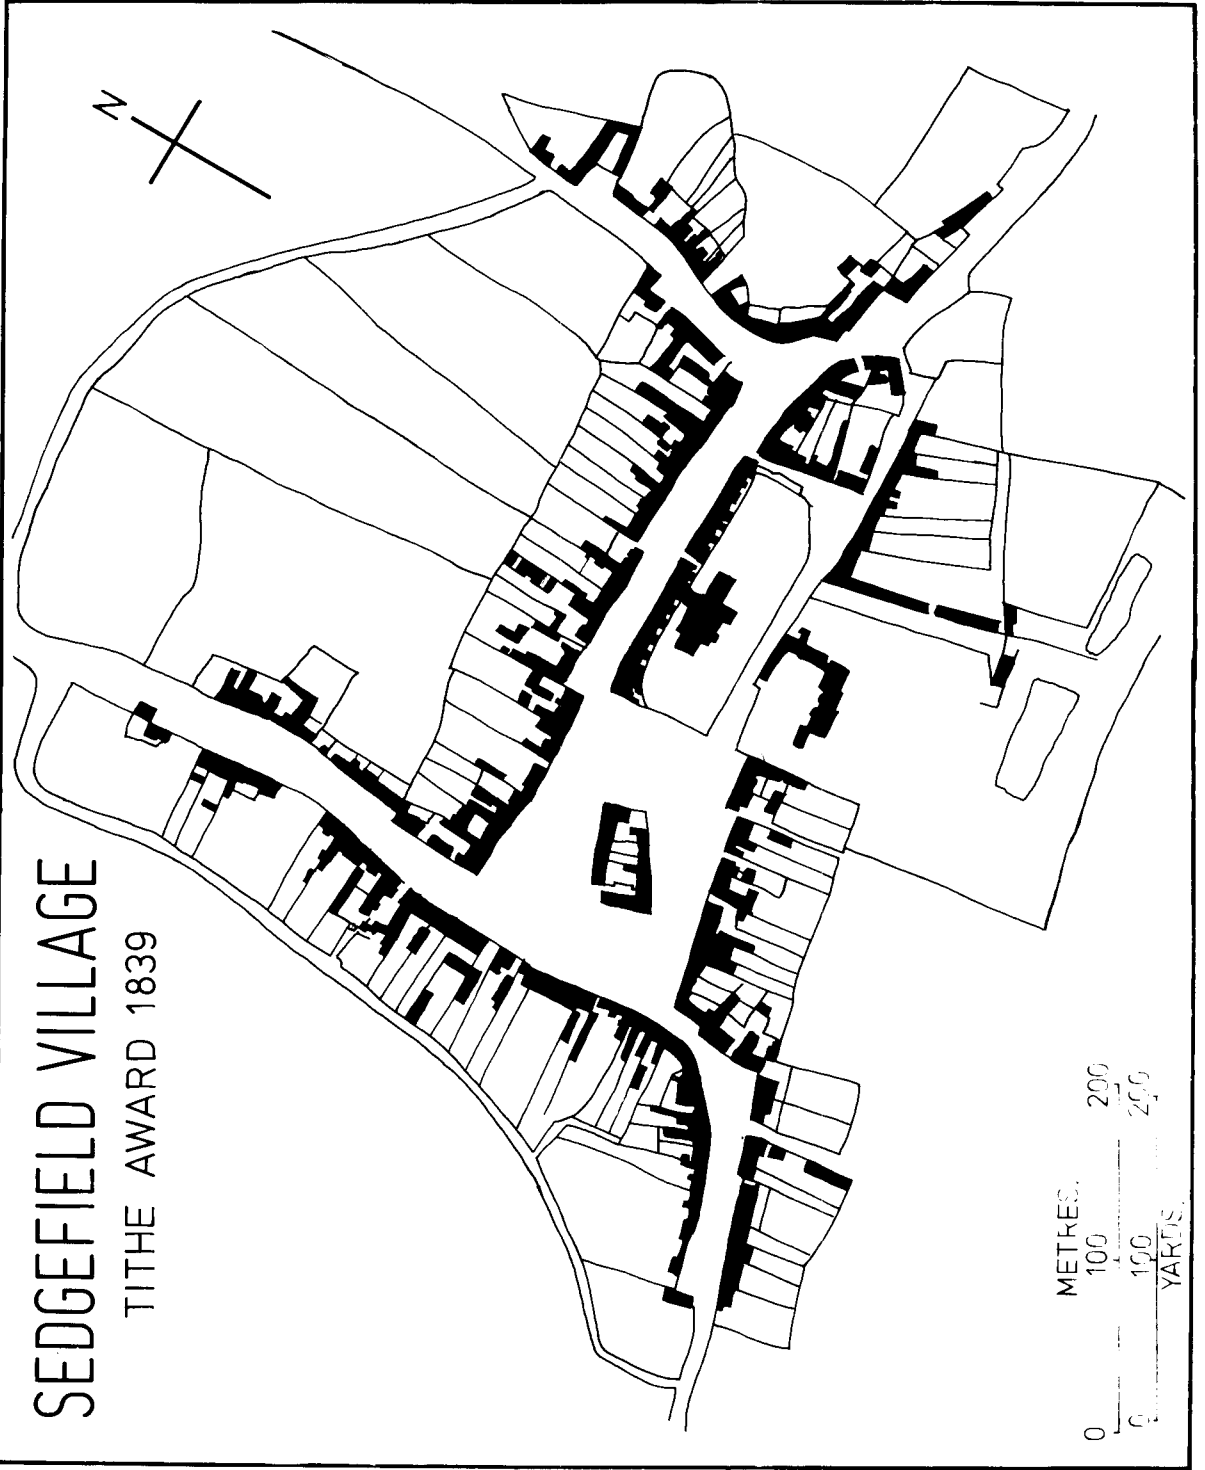 SEDGEFIELD VILLAGE
TITHE AWARD 1839
N
METRES.
0 100 200
0 100 200
YARDS.